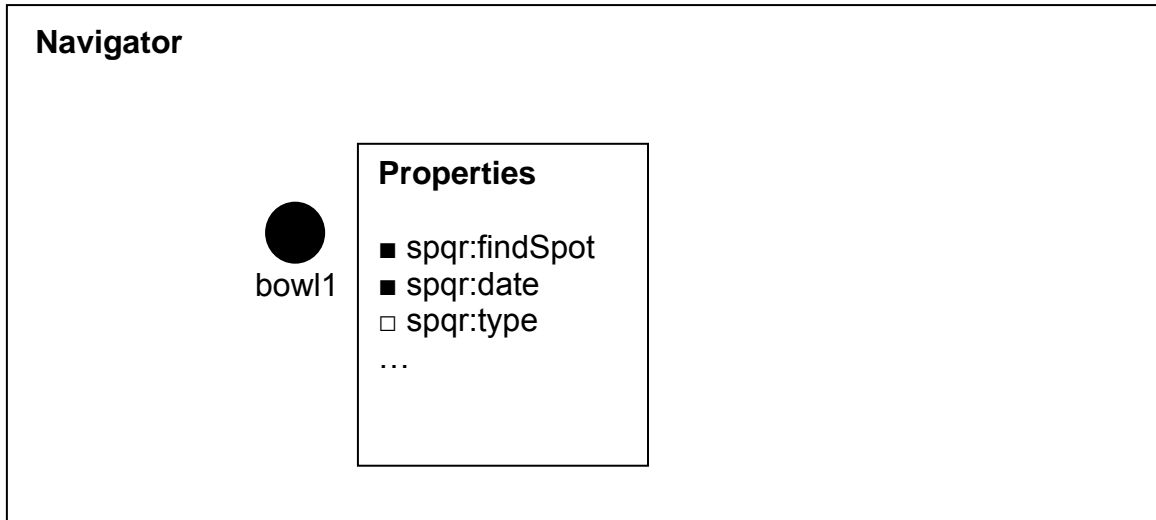 Navigator
Properties
■ spqr:findSpot
■ spqr:date
□ spqr:type
…
bowl1